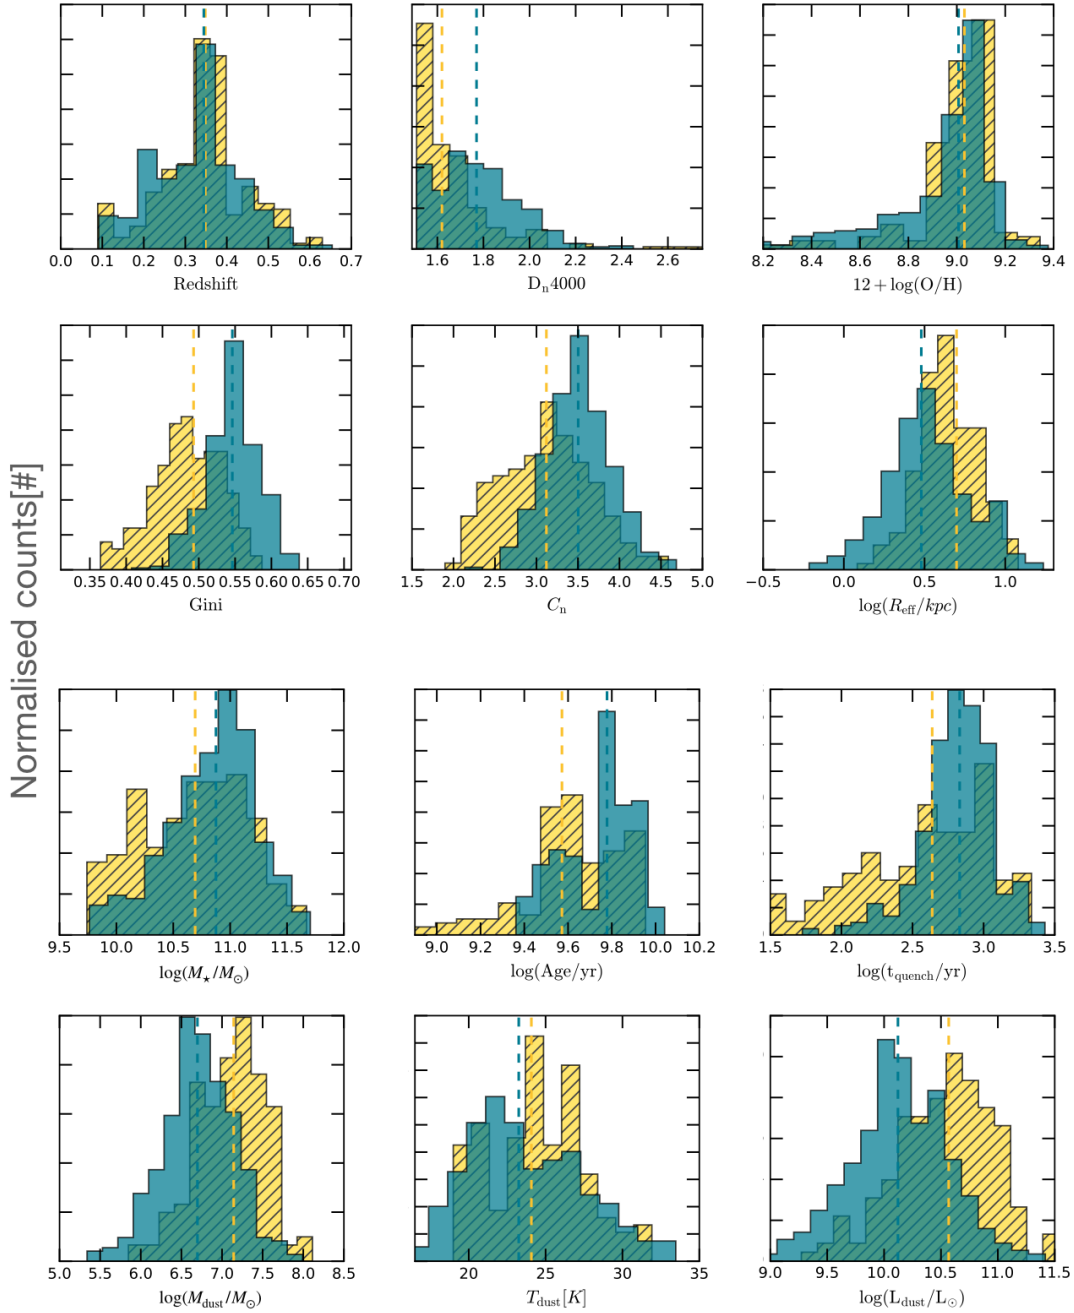 Normalised counts[#]
0.0 0.1 0.2 0.3 0.4 0.5 0.6 0.7
Redshift
1.6 1.8 2.0 2.2 2.4 2.6
Dₙ4000
8.2 8.4 8.6 8.8 9.0 9.2 9.4
12 + log(O/H)
0.35 0.40 0.45 0.50 0.55 0.60 0.65 0.70
Gini
1.5 2.0 2.5 3.0 3.5 4.0 4.5 5.0
Cₙ
−0.5 0.0 0.5 1.0
log(R_eff/kpc)
9.5 10.0 10.5 11.0 11.5 12.0
log(M⋆/M⊙)
9.0 9.2 9.4 9.6 9.8 10.0 10.2
log(Age/yr)
1.5 2.0 2.5 3.0 3.5
log(t_quench/yr)
5.0 5.5 6.0 6.5 7.0 7.5 8.0 8.5
log(M_dust/M⊙)
20 25 30 35
T_dust[K]
9.0 9.5 10.0 10.5 11.0 11.5
log(L_dust/L⊙)